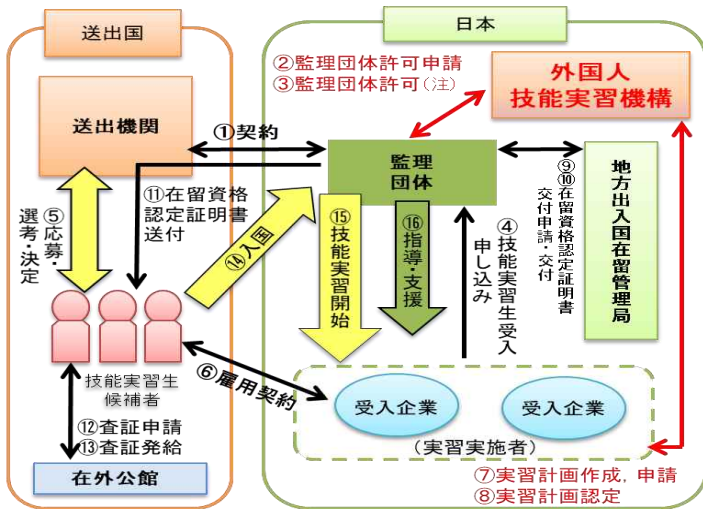 送出国
日本
②監理団体許可申請
③監理団体許可(注)
外国人
技能実習機構
送出機関
①契約
監理
団体
⑨⑩在留資格認定証明書
交付申請・交付
地方出入国在留管理局
⑪在留資格
認定証明書
送付
⑤応募・
選考・決定
⑭入国
⑮技能実習開始
⑯指導・支援
④技能実習生受入
申し込み
技能実習生
候補者
⑥雇用契約
受入企業
受入企業
(実習実施者)
⑫査証申請
⑬査証発給
在外公館
⑦実習計画作成，申請
⑧実習計画認定